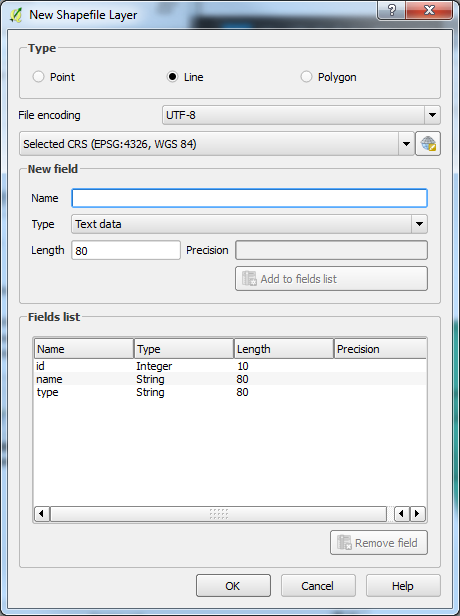 New Shapefile Layer
Type
Point Line Polygon
File encoding UTF-8
Selected CRS (EPSG:4326, WGS 84)
New field
Name
Type Text data
Length 80 Precision
Add to fields list
Fields list
Name Type Length Precision
id Integer 10
name String 80
type String 80
Remove field
OK Cancel Help